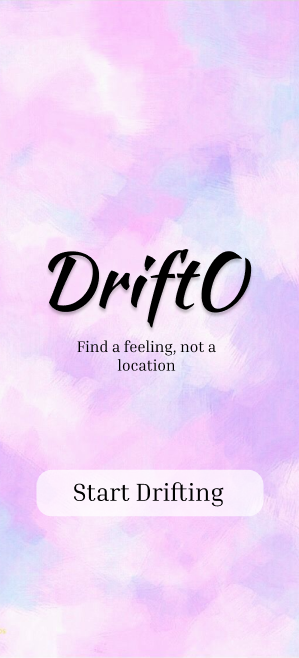 DriftO
Find a feeling, not a
location
Start Drifting